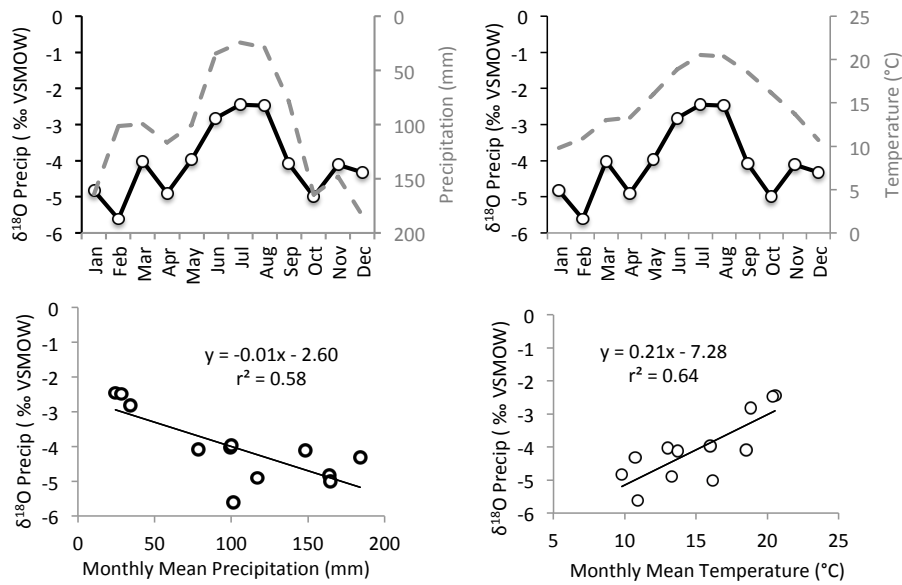 0
-1
-2
-3
-4
-5
-6
δ¹⁸O Precip ( ‰ VSMOW)
0
50
100
150
200
Precipitation (mm)
Jan Feb Mar Apr May Jun Jul Aug Sep Oct Nov Dec
0
-1
-2
-3
-4
-5
-6
δ¹⁸O Precip ( ‰ VSMOW)
25
20
15
10
5
0
Temperature (°C)
Jan Feb Mar Apr May Jun Jul Aug Sep Oct Nov Dec
0
-1
-2
-3
-4
-5
-6
δ¹⁸O Precip ( ‰ VSMOW)
y = -0.01x - 2.60
r² = 0.58
0 50 100 150 200
Monthly Mean Precipitation (mm)
0
-1
-2
-3
-4
-5
-6
δ¹⁸O Precip ( ‰ VSMOW)
y = 0.21x - 7.28
r² = 0.64
5 10 15 20 25
Monthly Mean Temperature (°C)